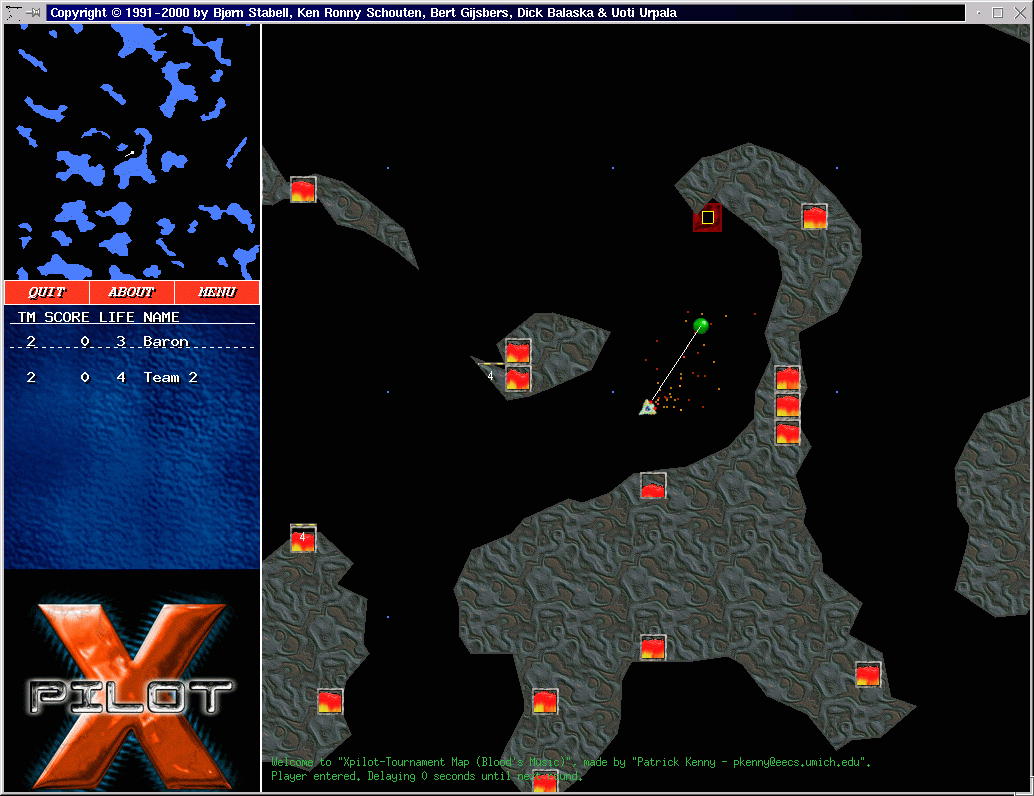 Copyright © 1991-2000 by Bjørn Stabell, Ken Ronny Schouten, Bert Gijsbers, Dick Balaska & Uoti Urpala
QUIT ABOUT MENU
TM SCORE LIFE NAME
2 0 3 Baron
2 0 4 Team 2
4
4
X
PILOT
Welcome to "Xpilot-Tournament Map (Blood's Music)", made by "Patrick Kenny - pkenny@eecs.umich.edu".
Player entered. Delaying 0 seconds until next round.